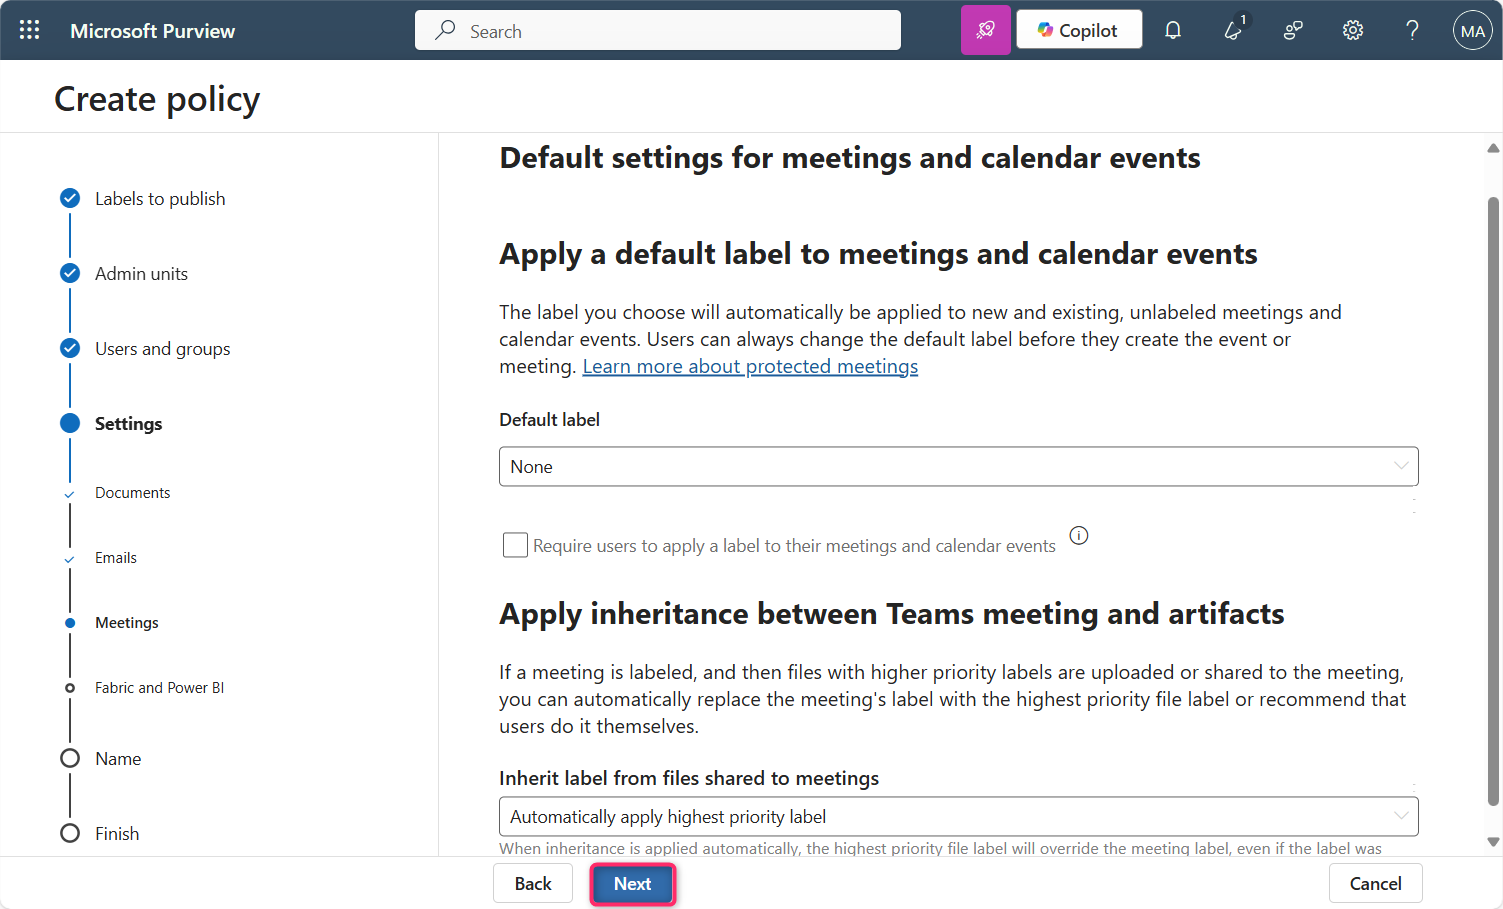 Microsoft Purview
Search
Copilot
1
MA
Create policy
Labels to publish
Admin units
Users and groups
Settings
Documents
Emails
Meetings
Fabric and Power BI
Name
Finish
Default settings for meetings and calendar events
Apply a default label to meetings and calendar events
The label you choose will automatically be applied to new and existing, unlabeled meetings and
calendar events. Users can always change the default label before they create the event or
meeting. Learn more about protected meetings
Default label
None
Require users to apply a label to their meetings and calendar events
Apply inheritance between Teams meeting and artifacts
If a meeting is labeled, and then files with higher priority labels are uploaded or shared to the meeting,
you can automatically replace the meeting's label with the highest priority file label or recommend that
users do it themselves.
Inherit label from files shared to meetings
Automatically apply highest priority label
When inheritance is applied automatically, the highest priority file label will override the meeting label, even if the label was
Back
Next
Cancel